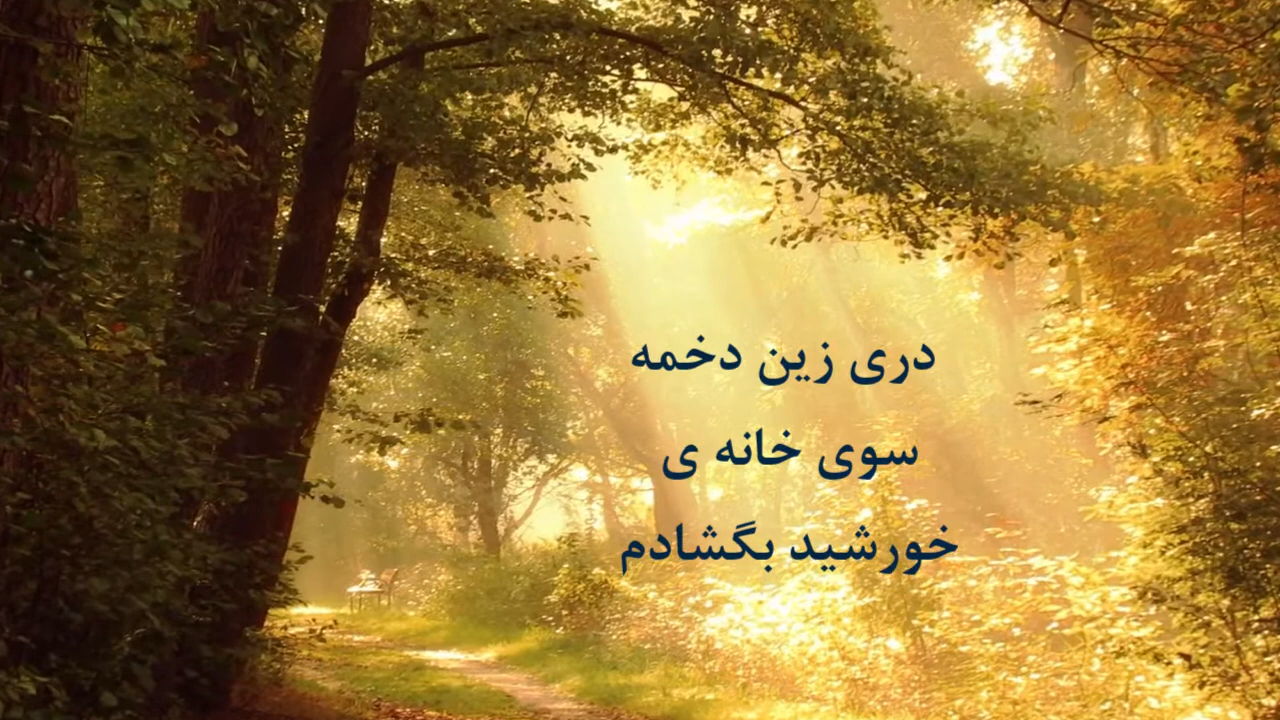 دری زین دخمه
سوی خانه ی
خورشید بگشادم